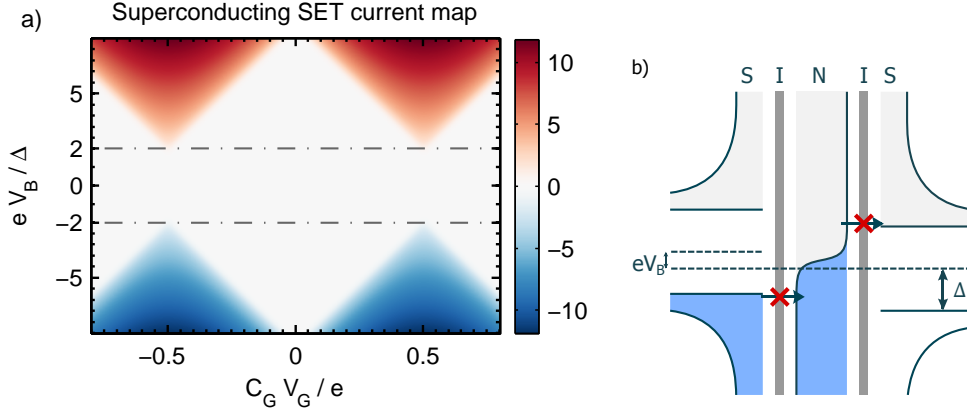 a)
Superconducting SET current map
e V_B / Δ
5
2
0
−2
−5
−0.5
0
0.5
C_G V_G / e
10
5
0
−5
−10
b)
S I N I S
eV_B
Δ